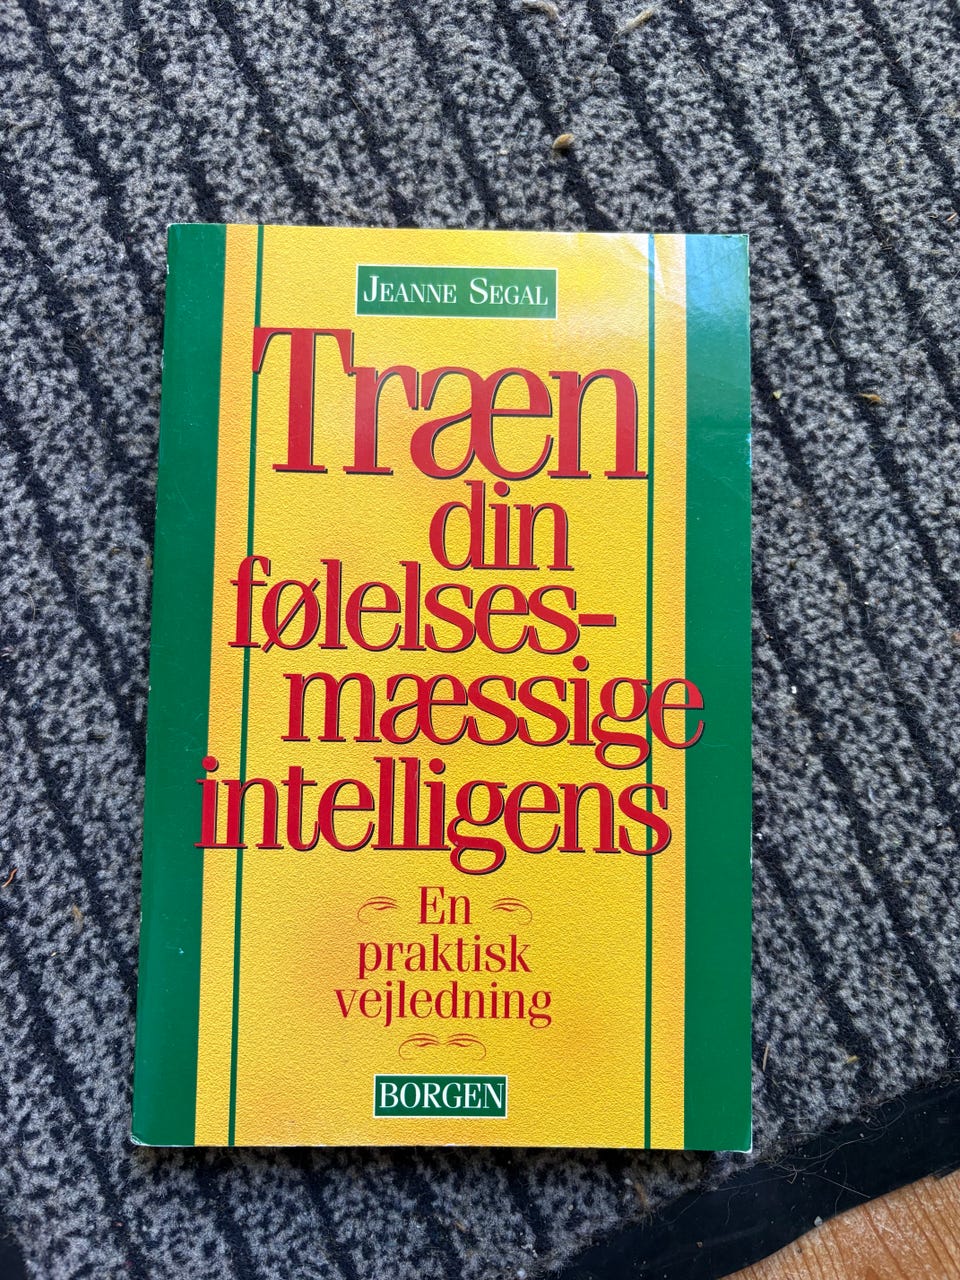 JEANNE SEGAL
Træn
din
følelses-
mæssige
intelligens
En
praktisk
vejledning
BORGEN